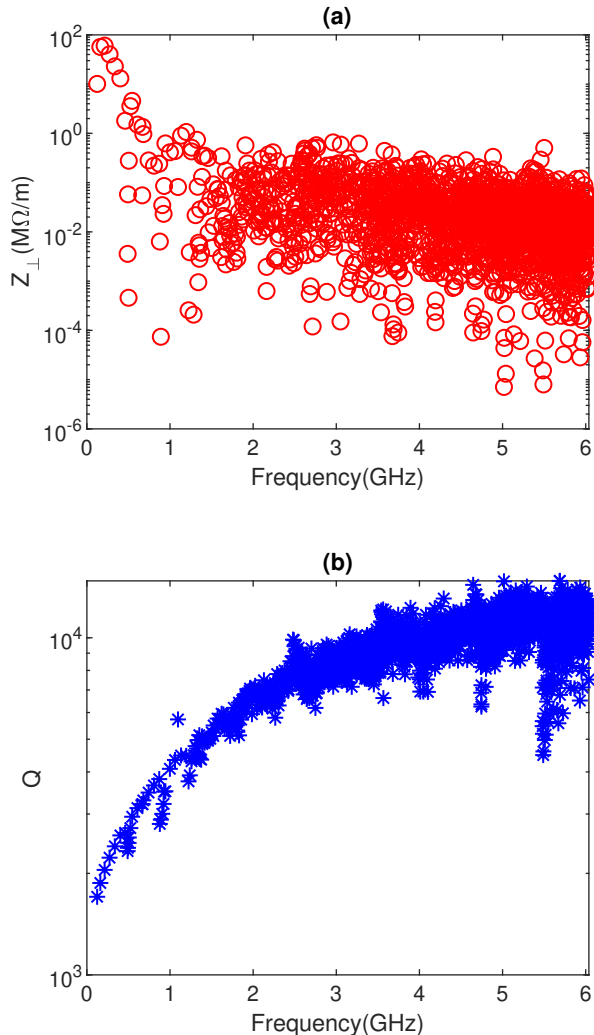 (a)
10^2
10^0
10^-2
10^-4
10^-6
Z_⊥ (MΩ/m)
0 1 2 3 4 5 6
Frequency(GHz)
(b)
10^4
10^3
Q
0 1 2 3 4 5 6
Frequency(GHz)